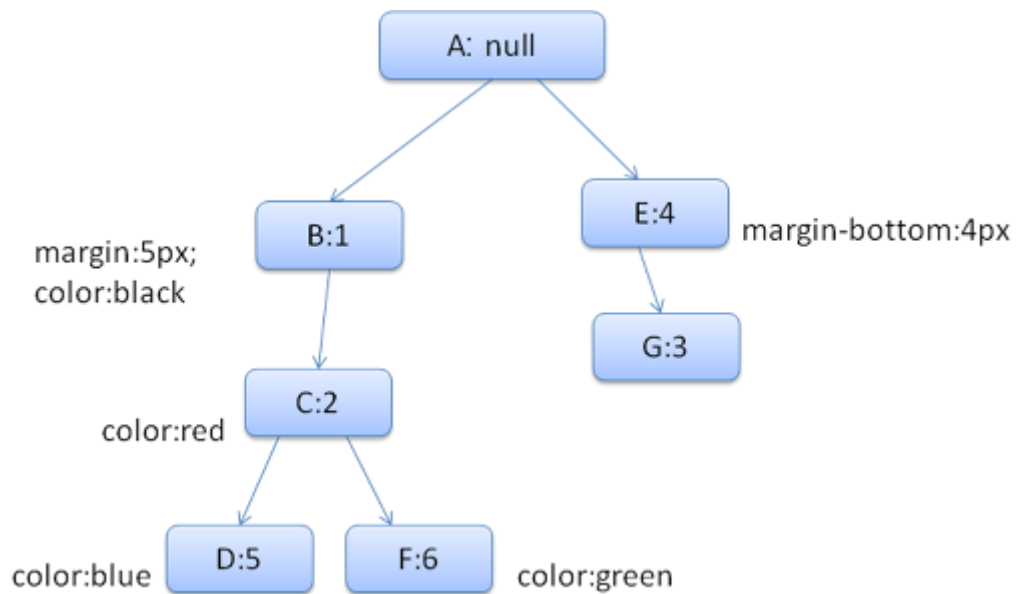 A: null
B:1
E:4
margin:5px;
color:black
margin-bottom:4px
G:3
C:2
color:red
D:5
F:6
color:blue
color:green